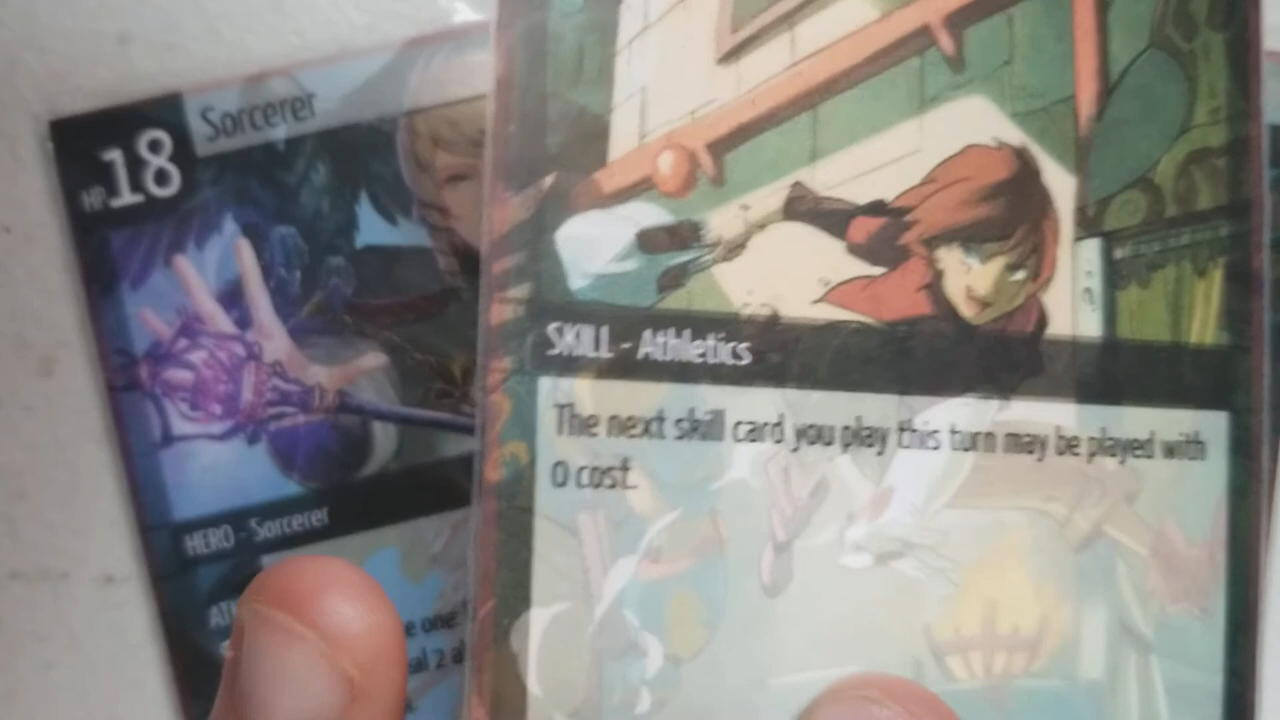 Sorcerer
HP 18
HERO - Sorcerer
SKILL - Athletics
The next skill card you play this turn may be played with
0 cost.